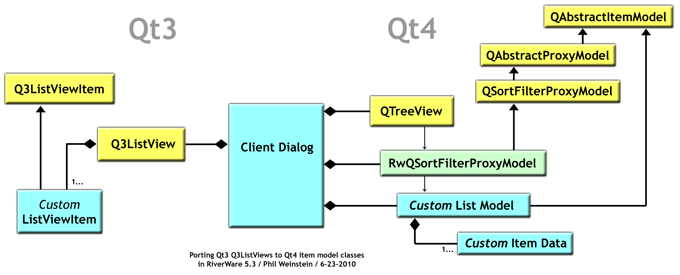 Qt3
Qt4
QAbstractItemModel
QAbstractProxyModel
Q3ListViewItem
QSortFilterProxyModel
QTreeView
Q3ListView
Client Dialog
RwQSortFilterProxyModel
1...
Custom
ListViewItem
Custom List Model
Custom Item Data
1...
Porting Qt3 Q3ListViews to Qt4 item model classes
in RiverWare 5.3 / Phil Weinstein / 6-23-2010